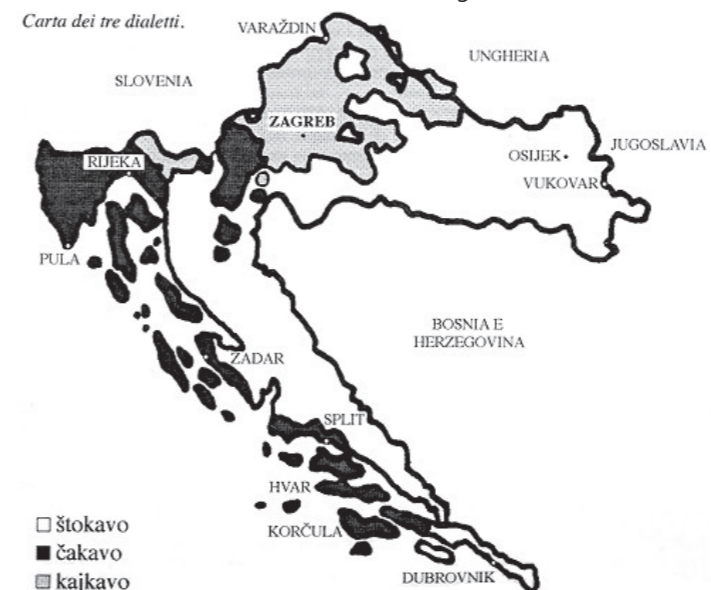 Carta dei tre dialetti.
VARAŽDIN
UNGHERIA
SLOVENIA
ZAGREB
JUGOSLAVIA
OSIJEK
RIJEKA
VUKOVAR
PULA
BOSNIA E
HERZEGOVINA
ZADAR
SPLIT
HVAR
KORČULA
štokavo
čakavo
kajkavo
DUBROVNIK